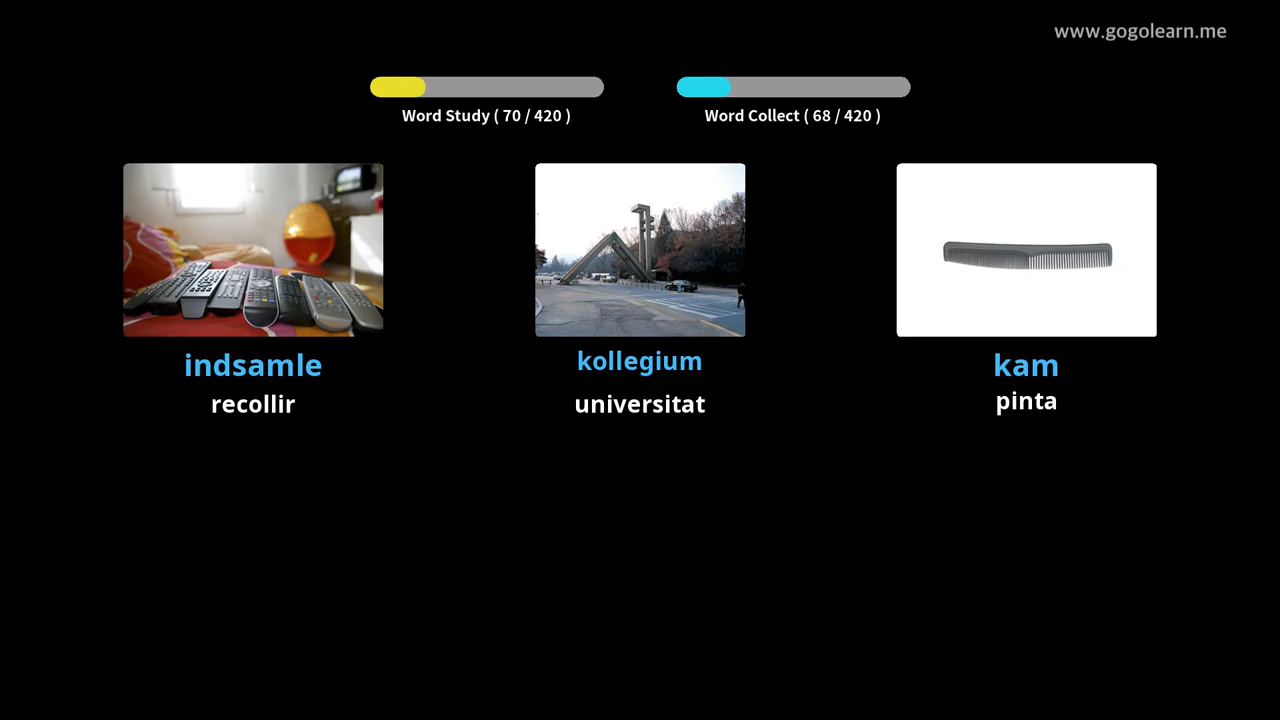 www.gogolearn.me
Word Study ( 70 / 420 )
Word Collect ( 68 / 420 )
indsamle
recollir
kollegium
universitat
kam
pinta